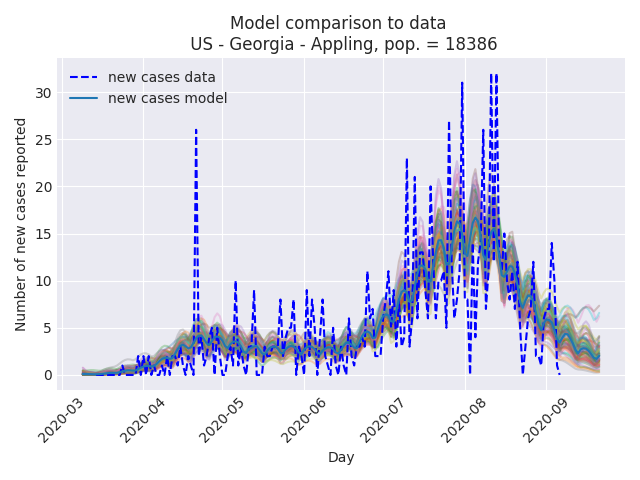 Model comparison to data
US - Georgia - Appling, pop. = 18386
new cases data
new cases model
Number of new cases reported
30
25
20
15
10
5
0
2020-03
2020-04
2020-05
2020-06
2020-07
2020-08
2020-09
Day